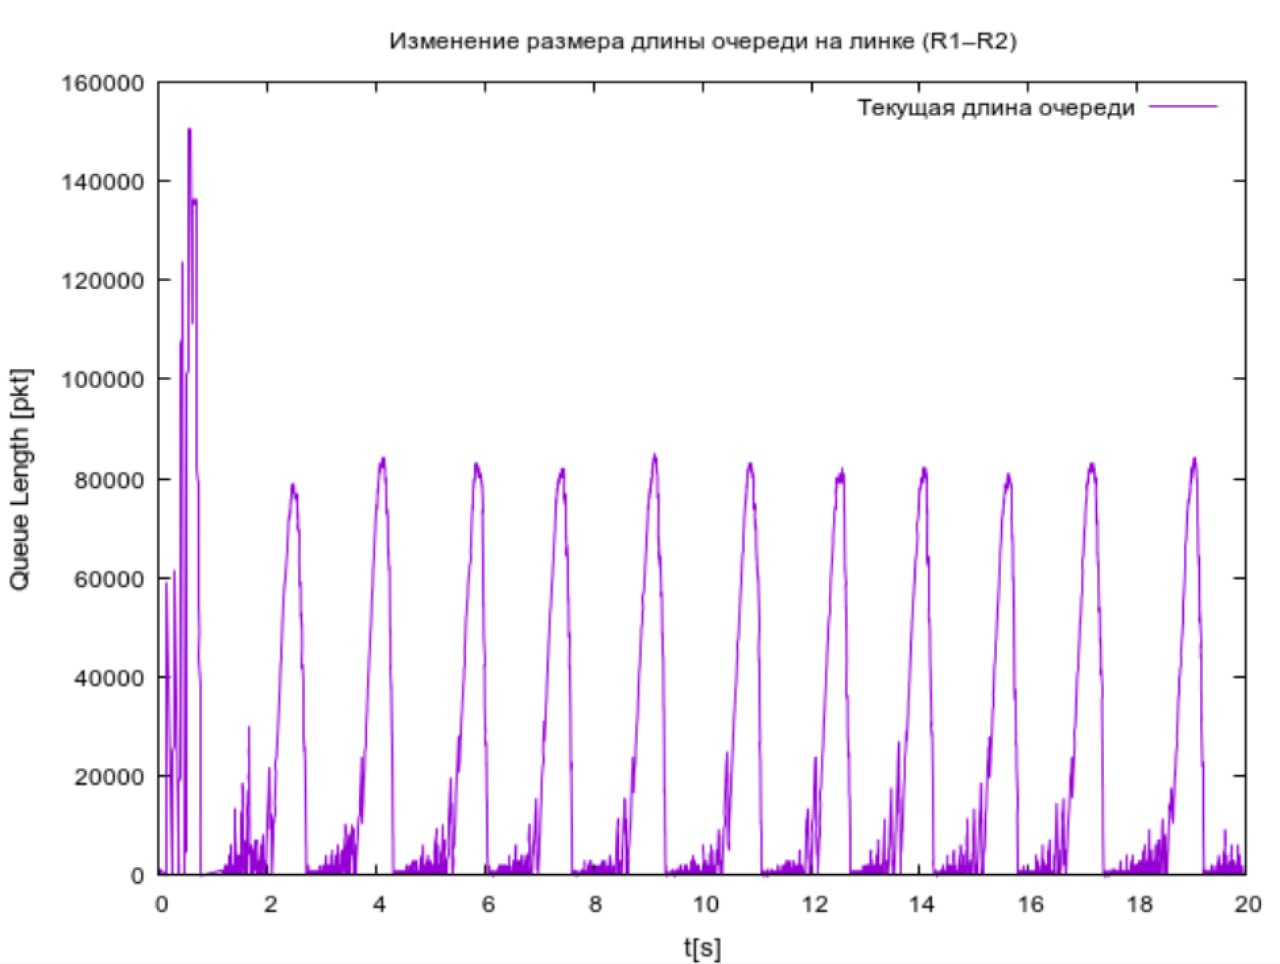 Изменение размера длины очереди на линке (R1–R2)
Текущая длина очереди
160000
140000
120000
100000
80000
60000
40000
20000
0
Queue Length [pkt]
0 2 4 6 8 10 12 14 16 18 20
t[s]